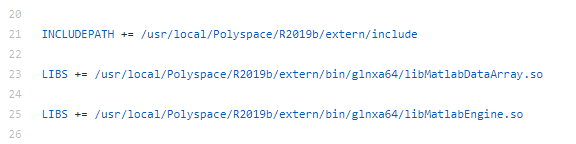 20
21 INCLUDEPATH += /usr/local/Polyspace/R2019b/extern/include
22
23 LIBS += /usr/local/Polyspace/R2019b/extern/bin/glnxa64/libMatlabDataArray.so
24
25 LIBS += /usr/local/Polyspace/R2019b/extern/bin/glnxa64/libMatlabEngine.so
26